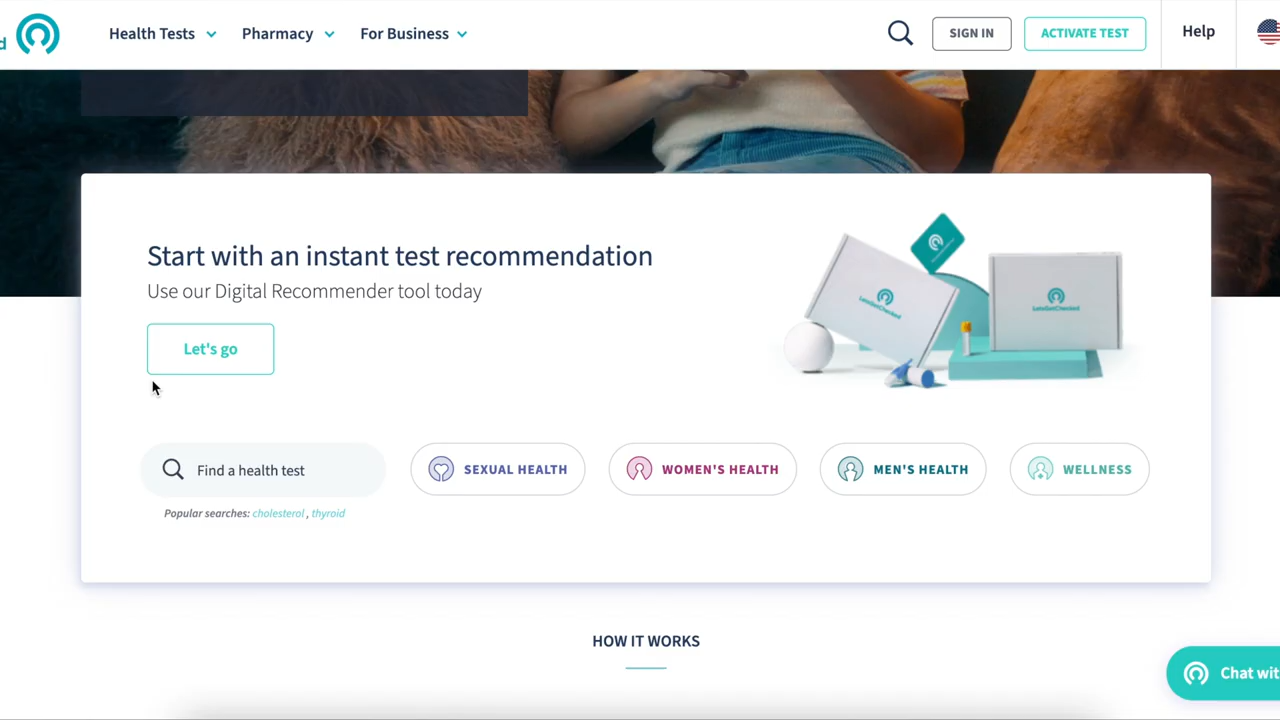 d
Health Tests
Pharmacy
For Business
SIGN IN
ACTIVATE TEST
Help
Start with an instant test recommendation
Use our Digital Recommender tool today
Let's go
LetsGetChecked
LetsGetChecked
Find a health test
SEXUAL HEALTH
WOMEN'S HEALTH
MEN'S HEALTH
WELLNESS
Popular searches: cholesterol , thyroid
HOW IT WORKS
Chat wit